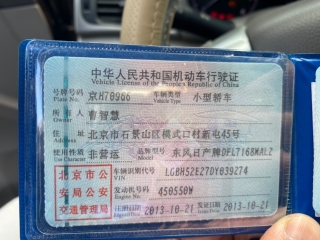 中华人民共和国机动车行驶证
Vehicle License of the People's Republic of China
号牌号码 Plate No. 京H70966 车辆类型 Vehicle Type 小型轿车
所有人 Owner 曹智慧
住址 Address 北京市石景山区模式口村新电45号
使用性质 Use Character 非营运 品牌型号 Model 东风日产牌DFL7168MAL2
北京市公安局公安交通管理局
车辆识别代号 VIN LGBH52E27DY039274
发动机号码 Engine No. 450550W
注册日期 2013-10-21 发证日期 2013-10-21